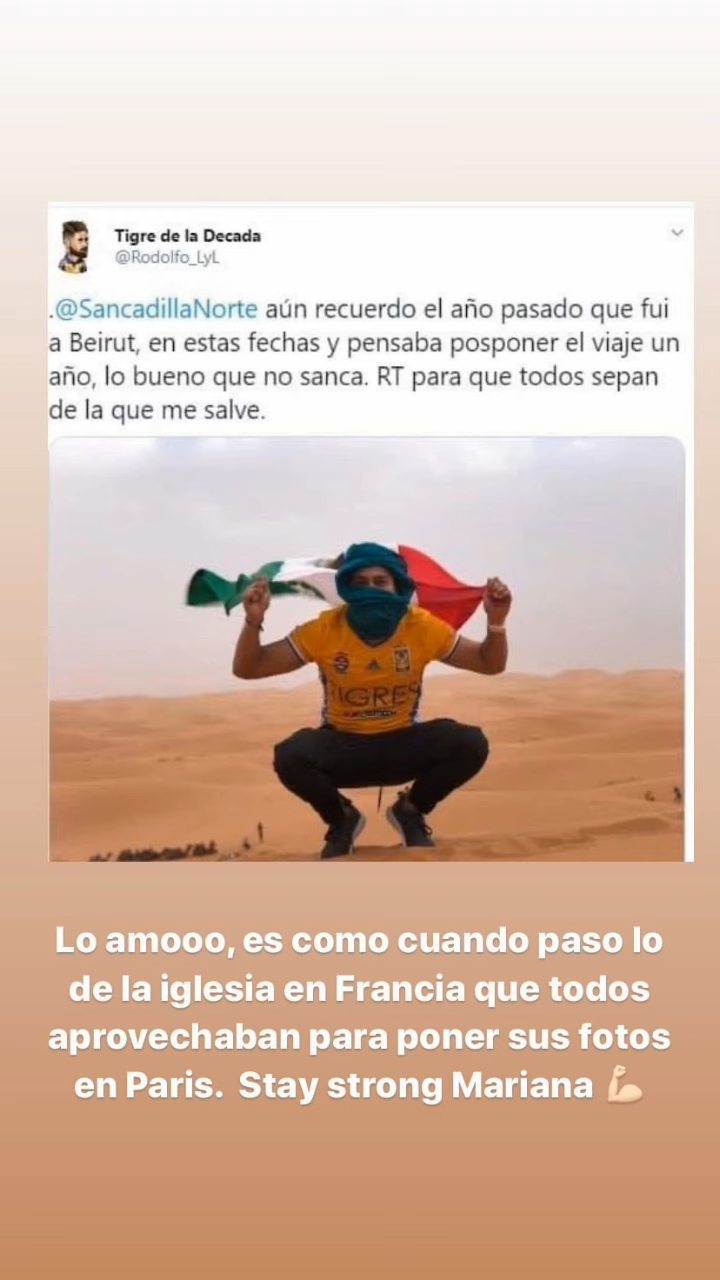 Tigre de la Decada
@Rodolfo_LyL
.@SancadillaNorte aún recuerdo el año pasado que fui
a Beirut, en estas fechas y pensaba posponer el viaje un
año, lo bueno que no sanca. RT para que todos sepan
de la que me salve.
TIGRES
Lo amooo, es como cuando paso lo
de la iglesia en Francia que todos
aprovechaban para poner sus fotos
en Paris. Stay strong Mariana 💪🏻